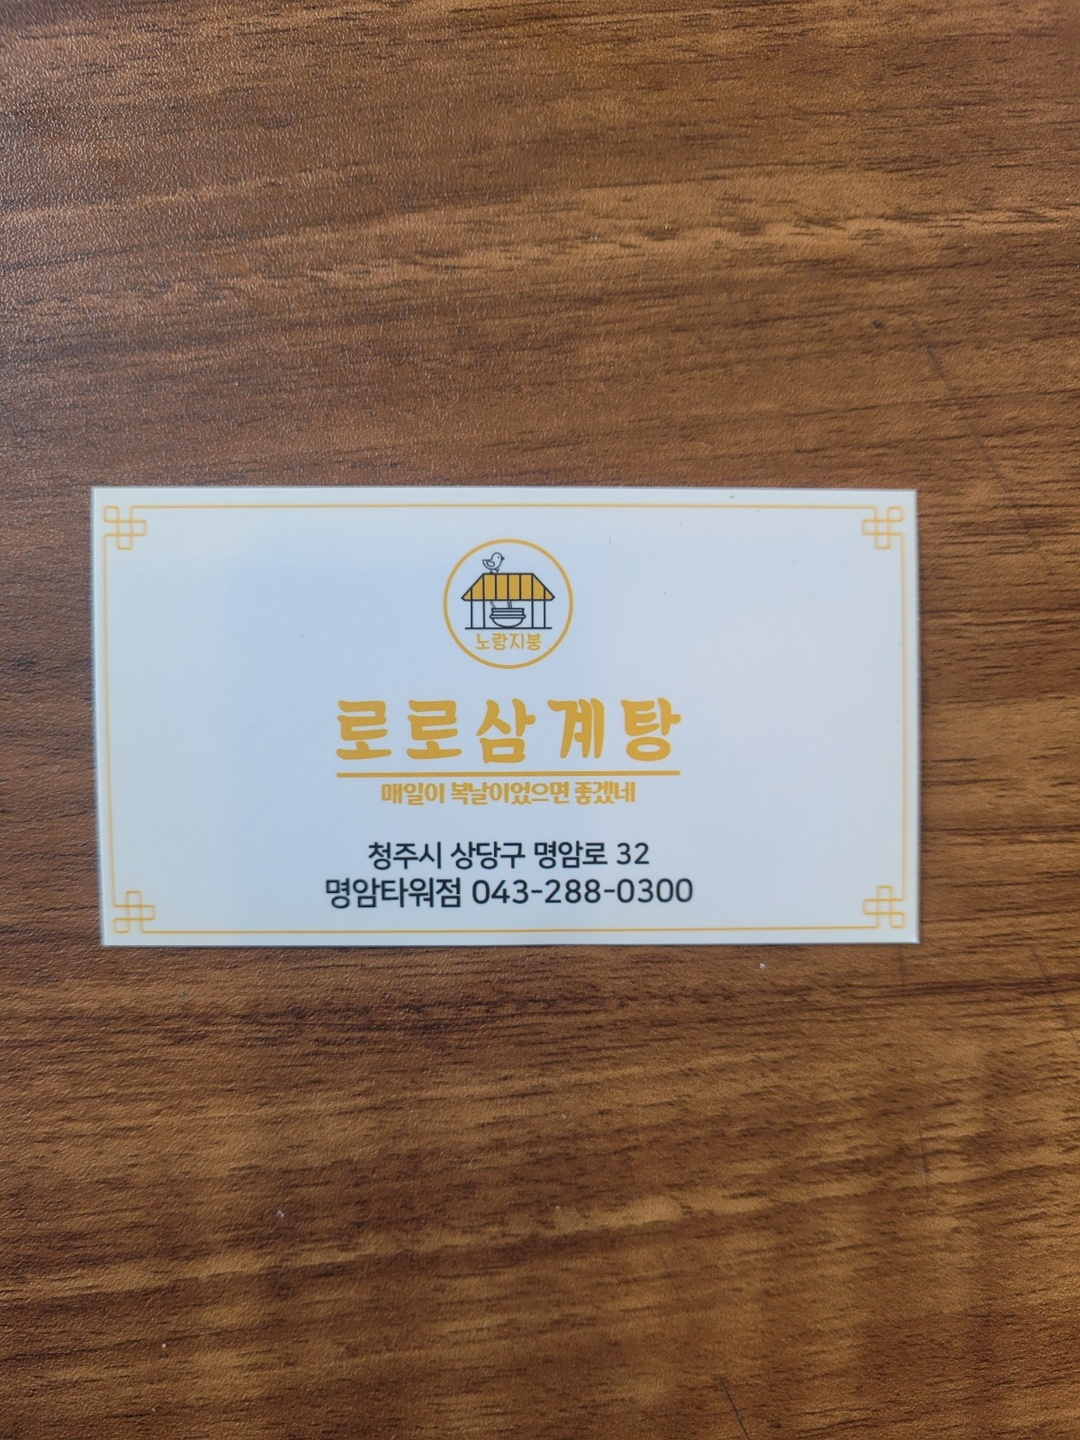 노랑지붕
로로삼계탕
매일이 복날이었으면 좋겠네
청주시 상당구 명암로 32
명암타워점 043-288-0300